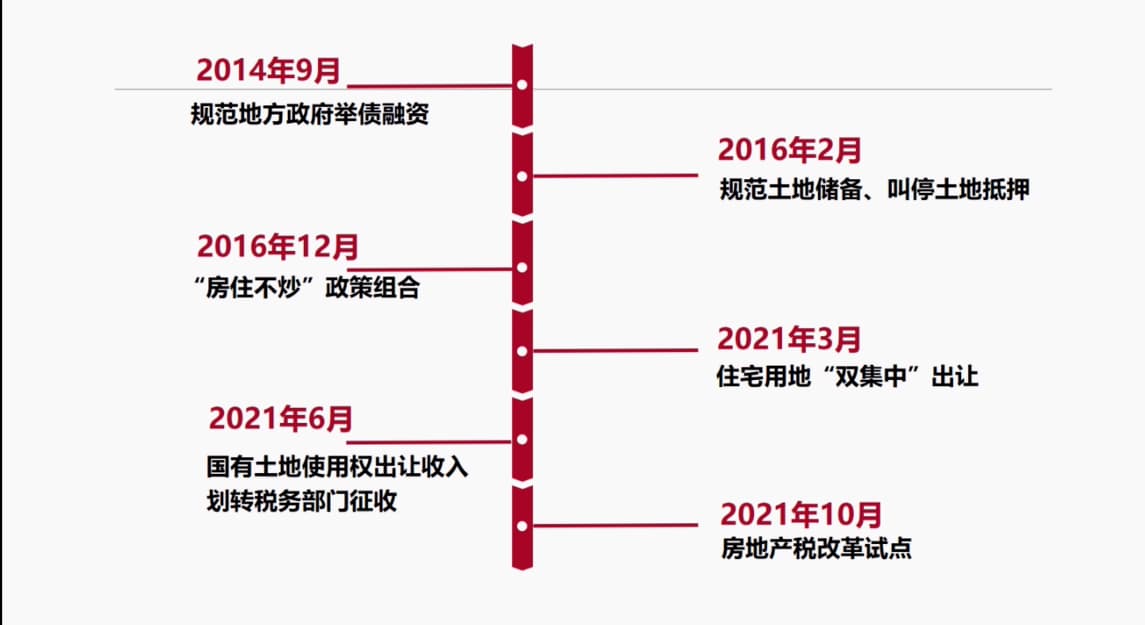 2014年9月
规范地方政府举债融资
2016年2月
规范土地储备、叫停土地抵押
2016年12月
“房住不炒”政策组合
2021年3月
住宅用地“双集中”出让
2021年6月
国有土地使用权出让收入
划转税务部门征收
2021年10月
房地产税改革试点